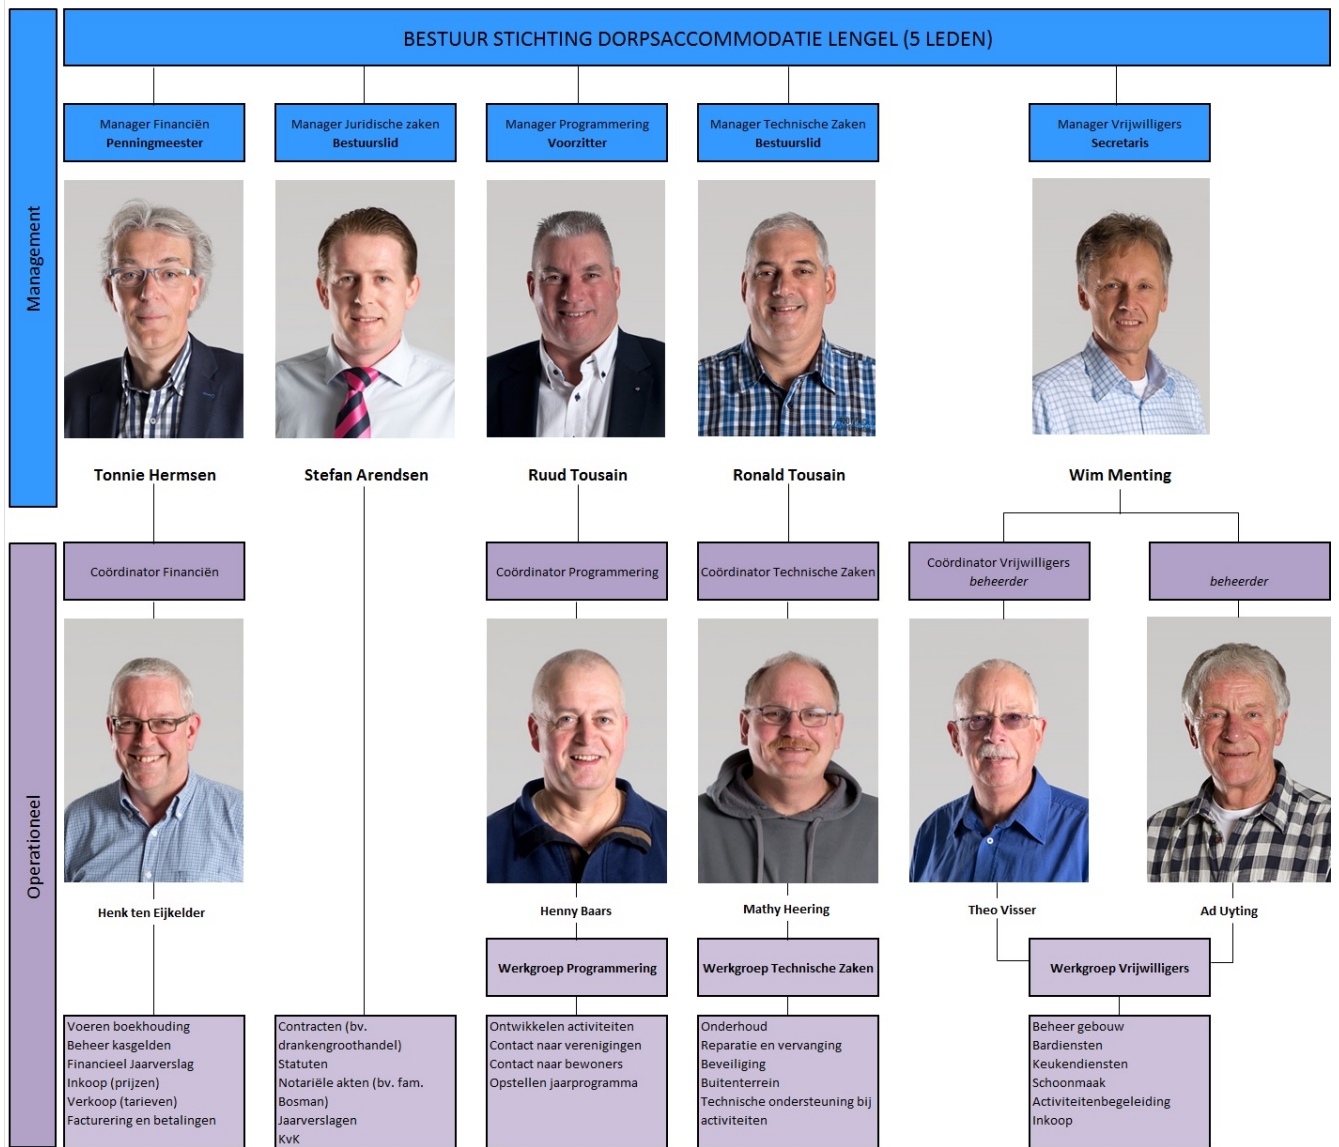 BESTUUR STICHTING DORPSACCOMMODATIE LENGEL (5 LEDEN)
Management
Manager Financiën
Penningmeester
Manager Juridische zaken
Bestuurslid
Manager Programmering
Voorzitter
Manager Technische Zaken
Bestuurslid
Manager Vrijwilligers
Secretaris
Tonnie Hermsen
Stefan Arendsen
Ruud Tousain
Ronald Tousain
Wim Menting
Operationeel
Coördinator Financiën
Coördinator Programmering
Coördinator Technische Zaken
Coördinator Vrijwilligers
beheerder
beheerder
Henk ten Eijkelder
Henny Baars
Mathy Heering
Theo Visser
Ad Uyting
Werkgroep Programmering
Werkgroep Technische Zaken
Werkgroep Vrijwilligers
Voeren boekhouding
Beheer kasgelden
Financieel Jaarverslag
Inkoop (prijzen)
Verkoop (tarieven)
Facturering en betalingen
Contracten (bv.
drankengroothandel)
Statuten
Notariële akten (bv. fam.
Bosman)
Jaarverslagen
KvK
Ontwikkelen activiteiten
Contact naar verenigingen
Contact naar bewoners
Opstellen jaarprogramma
Onderhoud
Reparatie en vervanging
Beveiliging
Buitenterrein
Technische ondersteuning bij
activiteiten
Beheer gebouw
Bardiensten
Keukendiensten
Schoonmaak
Activiteitenbegeleiding
Inkoop